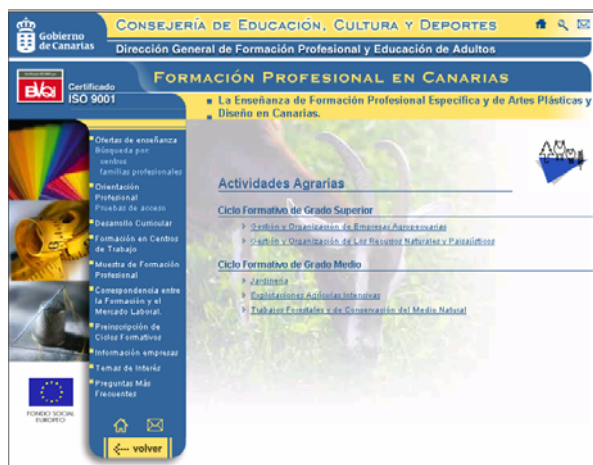 Gobierno
de Canarias
CONSEJERÍA DE EDUCACIÓN, CULTURA Y DEPORTES
Dirección General de Formación Profesional y Educación de Adultos
BVQi
Certificado
ISO 9001
FORMACIÓN PROFESIONAL EN CANARIAS
La Enseñanza de Formación Profesional Específica y de Artes Plásticas y
Diseño en Canarias.
Ofertas de enseñanza
Búsqueda por:
centros
familias profesionales
Orientación
Profesional
Pruebas de acceso
Desarrollo Curricular
Formación en Centros
de Trabajo
Muestra de Formación
Profesional
Correspondencia entre
la Formación y el
Mercado Laboral.
Preinscripción de
Ciclos Formativos
Información empresas
Temas de Interés
Preguntas Más
Frecuentes
volver
FONDO SOCIAL
EUROPEO
Actividades Agrarias
Ciclo Formativo de Grado Superior
Gestión y Organización de Empresas Agropecuarias
Gestión y Organización de Los Recursos Naturales y Paisajísticos
Ciclo Formativo de Grado Medio
Jardinería
Explotaciones Agrícolas Intensivas
Trabajos Forestales y de Conservación del Medio Natural